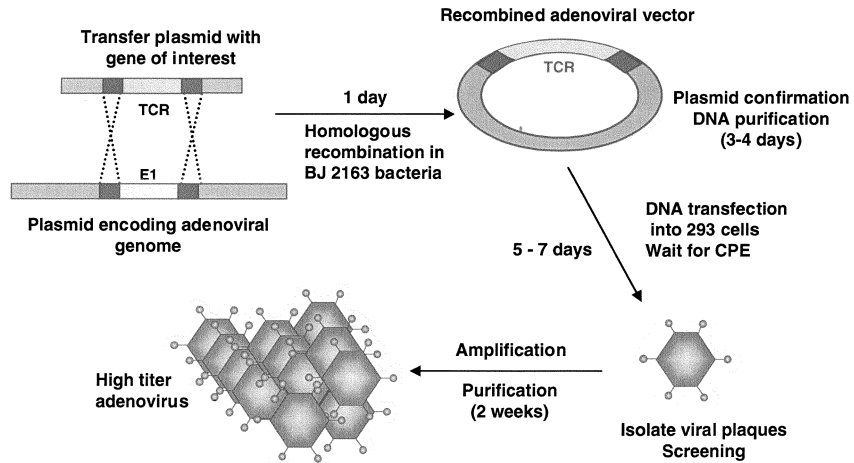 Transfer plasmid with
gene of interest
TCR
E1
Plasmid encoding adenoviral
genome
1 day
Homologous
recombination in
BJ 2163 bacteria
Recombined adenoviral vector
TCR
Plasmid confirmation
DNA purification
(3-4 days)
5 - 7 days
DNA transfection
into 293 cells
Wait for CPE
Isolate viral plaques
Screening
Amplification
Purification
(2 weeks)
High titer
adenovirus